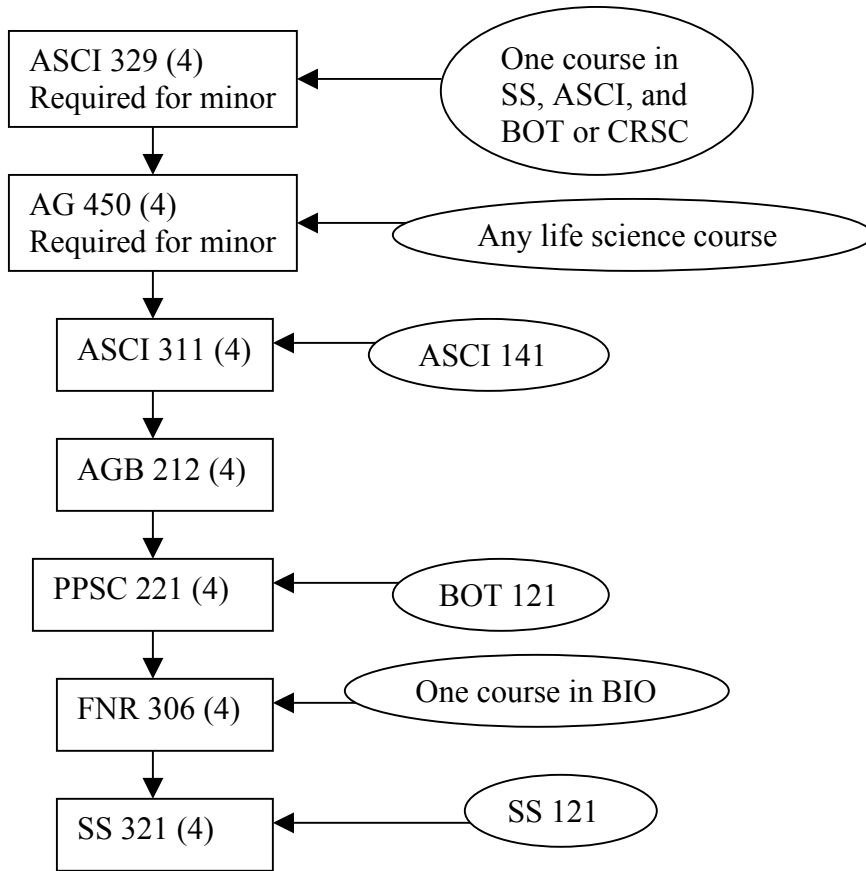 ASCI 329 (4)
Required for minor
One course in
SS, ASCI, and
BOT or CRSC
AG 450 (4)
Required for minor
Any life science course
ASCI 311 (4)
ASCI 141
AGB 212 (4)
PPSC 221 (4)
BOT 121
FNR 306 (4)
One course in BIO
SS 321 (4)
SS 121